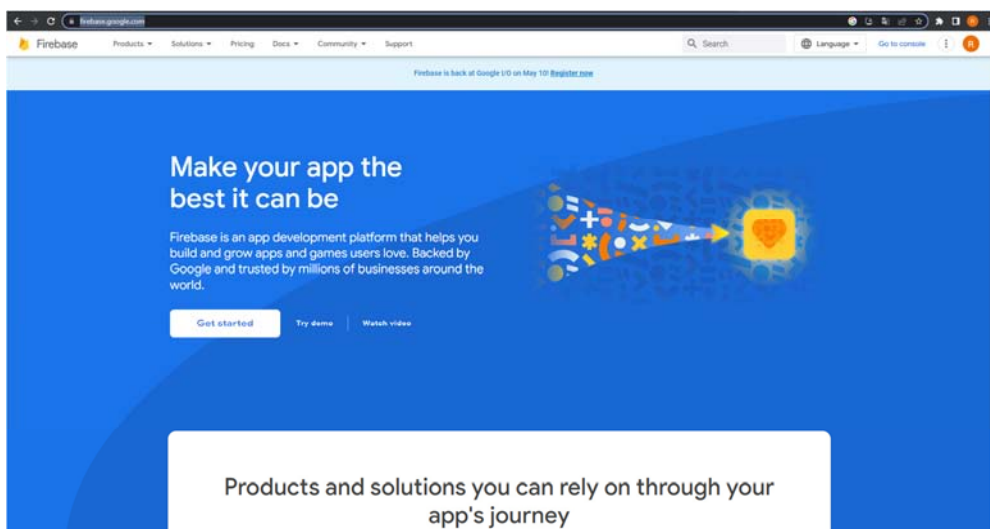 firebase.google.com
Firebase Products Solutions Pricing Docs Community Support Search Language Go to console R
Firebase is back at Google I/O on May 10! Register now
Make your app the
best it can be
Firebase is an app development platform that helps you
build and grow apps and games users love. Backed by
Google and trusted by millions of businesses around the
world.
Get started Try demo Watch video
Products and solutions you can rely on through your
app's journey